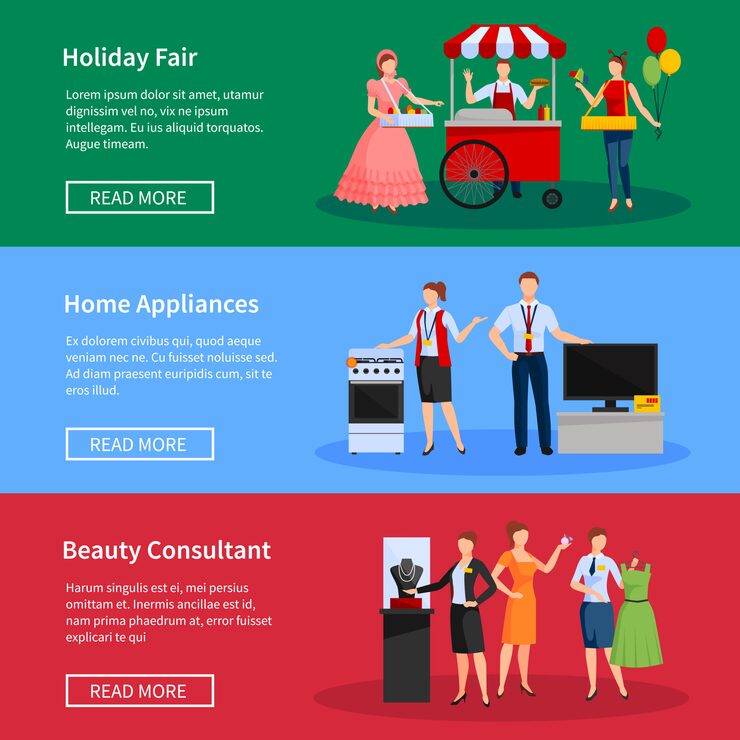 Holiday Fair
Lorem ipsum dolor sit amet, utamur
dignissim vel no, vix ne ipsum
intellegam. Eu ius aliquid torquatos.
Augue timeam.
READ MORE
Home Appliances
Ex dolorem civibus qui, quod aeque
veniam nec in. Cu fuisset noluisse sed.
Ad diam praesent euripidis cum, sit te
eros illud.
READ MORE
Beauty Consultant
Harum singulis est ei, mei persius
omittam et. Inermis ancillae est id,
nam prima phaedrum at, errar fuisset
explicari te qui
READ MORE